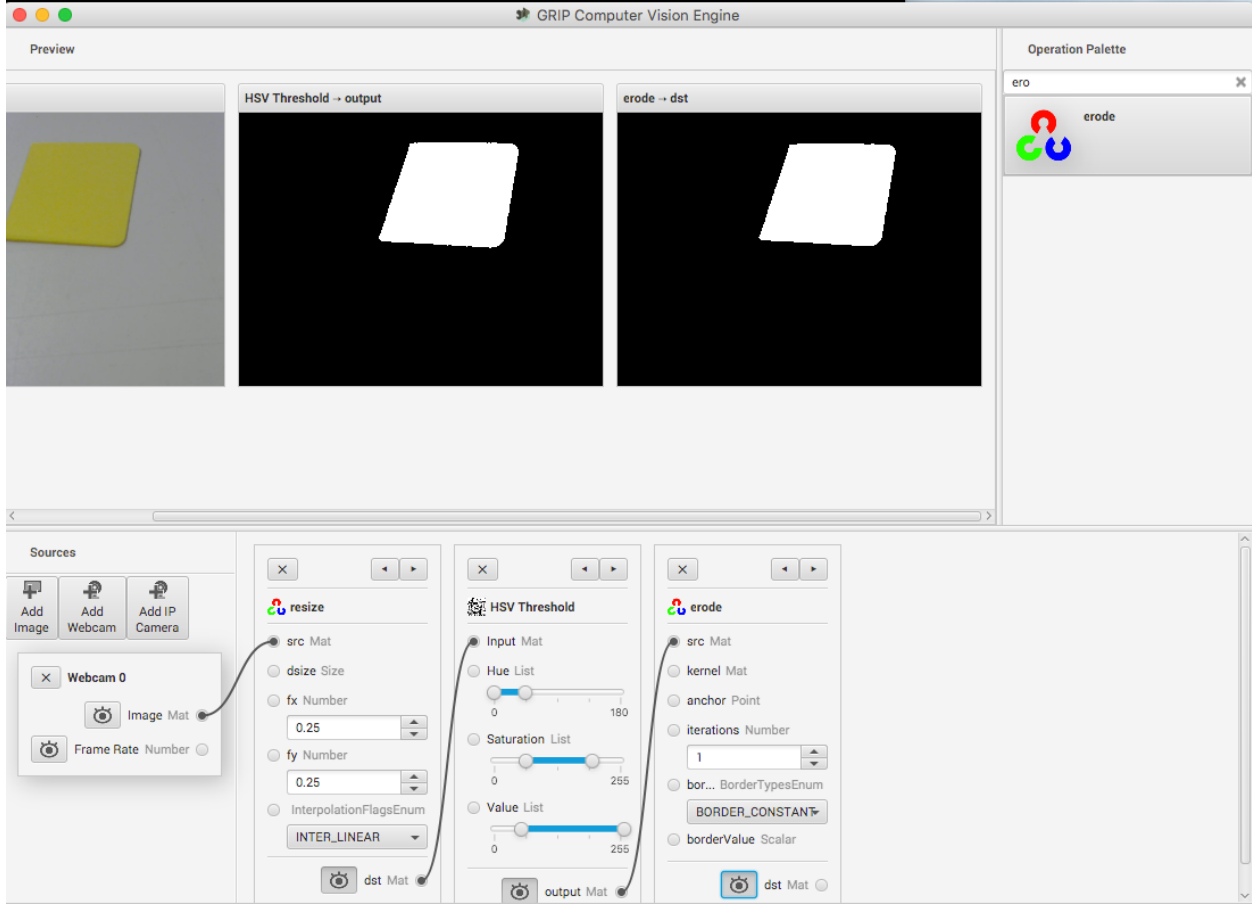 GRIP Computer Vision Engine
Preview
Operation Palette
ero
erode
HSV Threshold → output
erode → dst
Sources
Add Image
Add Webcam
Add IP Camera
Webcam 0
Image Mat
Frame Rate Number
resize
src Mat
dsize Size
fx Number
0.25
fy Number
0.25
InterpolationFlagsEnum
INTER_LINEAR
dst Mat
HSV Threshold
Input Mat
Hue List
0 180
Saturation List
0 255
Value List
0 255
output Mat
erode
src Mat
kernel Mat
anchor Point
iterations Number
1
bor... BorderTypesEnum
BORDER_CONSTANT
borderValue Scalar
dst Mat